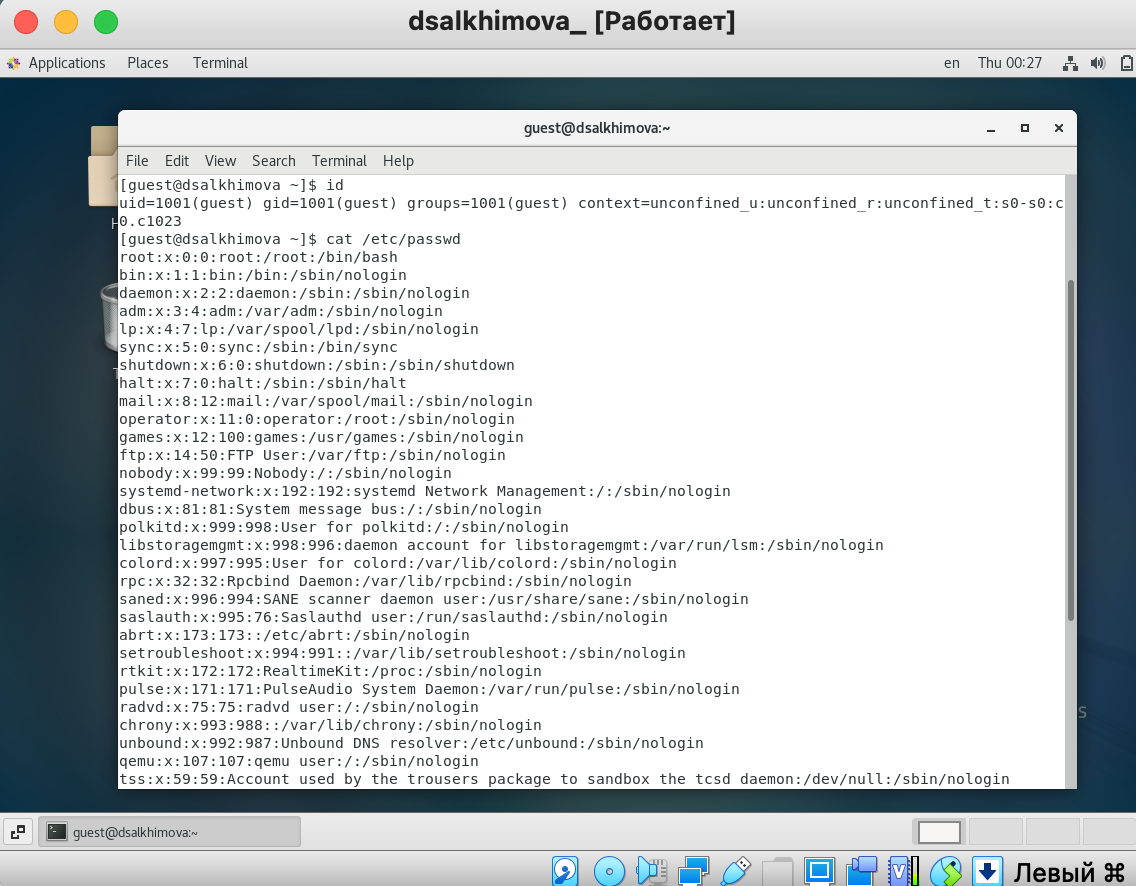 dsalkhimova_ [Работает]
Applications Places Terminal en Thu 00:27
guest@dsalkhimova:~
File Edit View Search Terminal Help
[guest@dsalkhimova ~]$ id
uid=1001(guest) gid=1001(guest) groups=1001(guest) context=unconfined_u:unconfined_r:unconfined_t:s0-s0:c
0.c1023
[guest@dsalkhimova ~]$ cat /etc/passwd
root:x:0:0:root:/root:/bin/bash
bin:x:1:1:bin:/bin:/sbin/nologin
daemon:x:2:2:daemon:/sbin:/sbin/nologin
adm:x:3:4:adm:/var/adm:/sbin/nologin
lp:x:4:7:lp:/var/spool/lpd:/sbin/nologin
sync:x:5:0:sync:/sbin:/bin/sync
shutdown:x:6:0:shutdown:/sbin:/sbin/shutdown
halt:x:7:0:halt:/sbin:/sbin/halt
mail:x:8:12:mail:/var/spool/mail:/sbin/nologin
operator:x:11:0:operator:/root:/sbin/nologin
games:x:12:100:games:/usr/games:/sbin/nologin
ftp:x:14:50:FTP User:/var/ftp:/sbin/nologin
nobody:x:99:99:Nobody:/:/sbin/nologin
systemd-network:x:192:192:systemd Network Management:/:/sbin/nologin
dbus:x:81:81:System message bus:/:/sbin/nologin
polkitd:x:999:998:User for polkitd:/:/sbin/nologin
libstoragemgmt:x:998:996:daemon account for libstoragemgmt:/var/run/lsm:/sbin/nologin
colord:x:997:995:User for colord:/var/lib/colord:/sbin/nologin
rpc:x:32:32:Rpcbind Daemon:/var/lib/rpcbind:/sbin/nologin
saned:x:996:994:SANE scanner daemon user:/usr/share/sane:/sbin/nologin
saslauth:x:995:76:Saslauthd user:/run/saslauthd:/sbin/nologin
abrt:x:173:173::/etc/abrt:/sbin/nologin
setroubleshoot:x:994:991::/var/lib/setroubleshoot:/sbin/nologin
rtkit:x:172:172:RealtimeKit:/proc:/sbin/nologin
pulse:x:171:171:PulseAudio System Daemon:/var/run/pulse:/sbin/nologin
radvd:x:75:75:radvd user:/:/sbin/nologin
chrony:x:993:988::/var/lib/chrony:/sbin/nologin
unbound:x:992:987:Unbound DNS resolver:/etc/unbound:/sbin/nologin
qemu:x:107:107:qemu user:/:/sbin/nologin
tss:x:59:59:Account used by the trousers package to sandbox the tcsd daemon:/dev/null:/sbin/nologin
guest@dsalkhimova:~
Левый ⌘